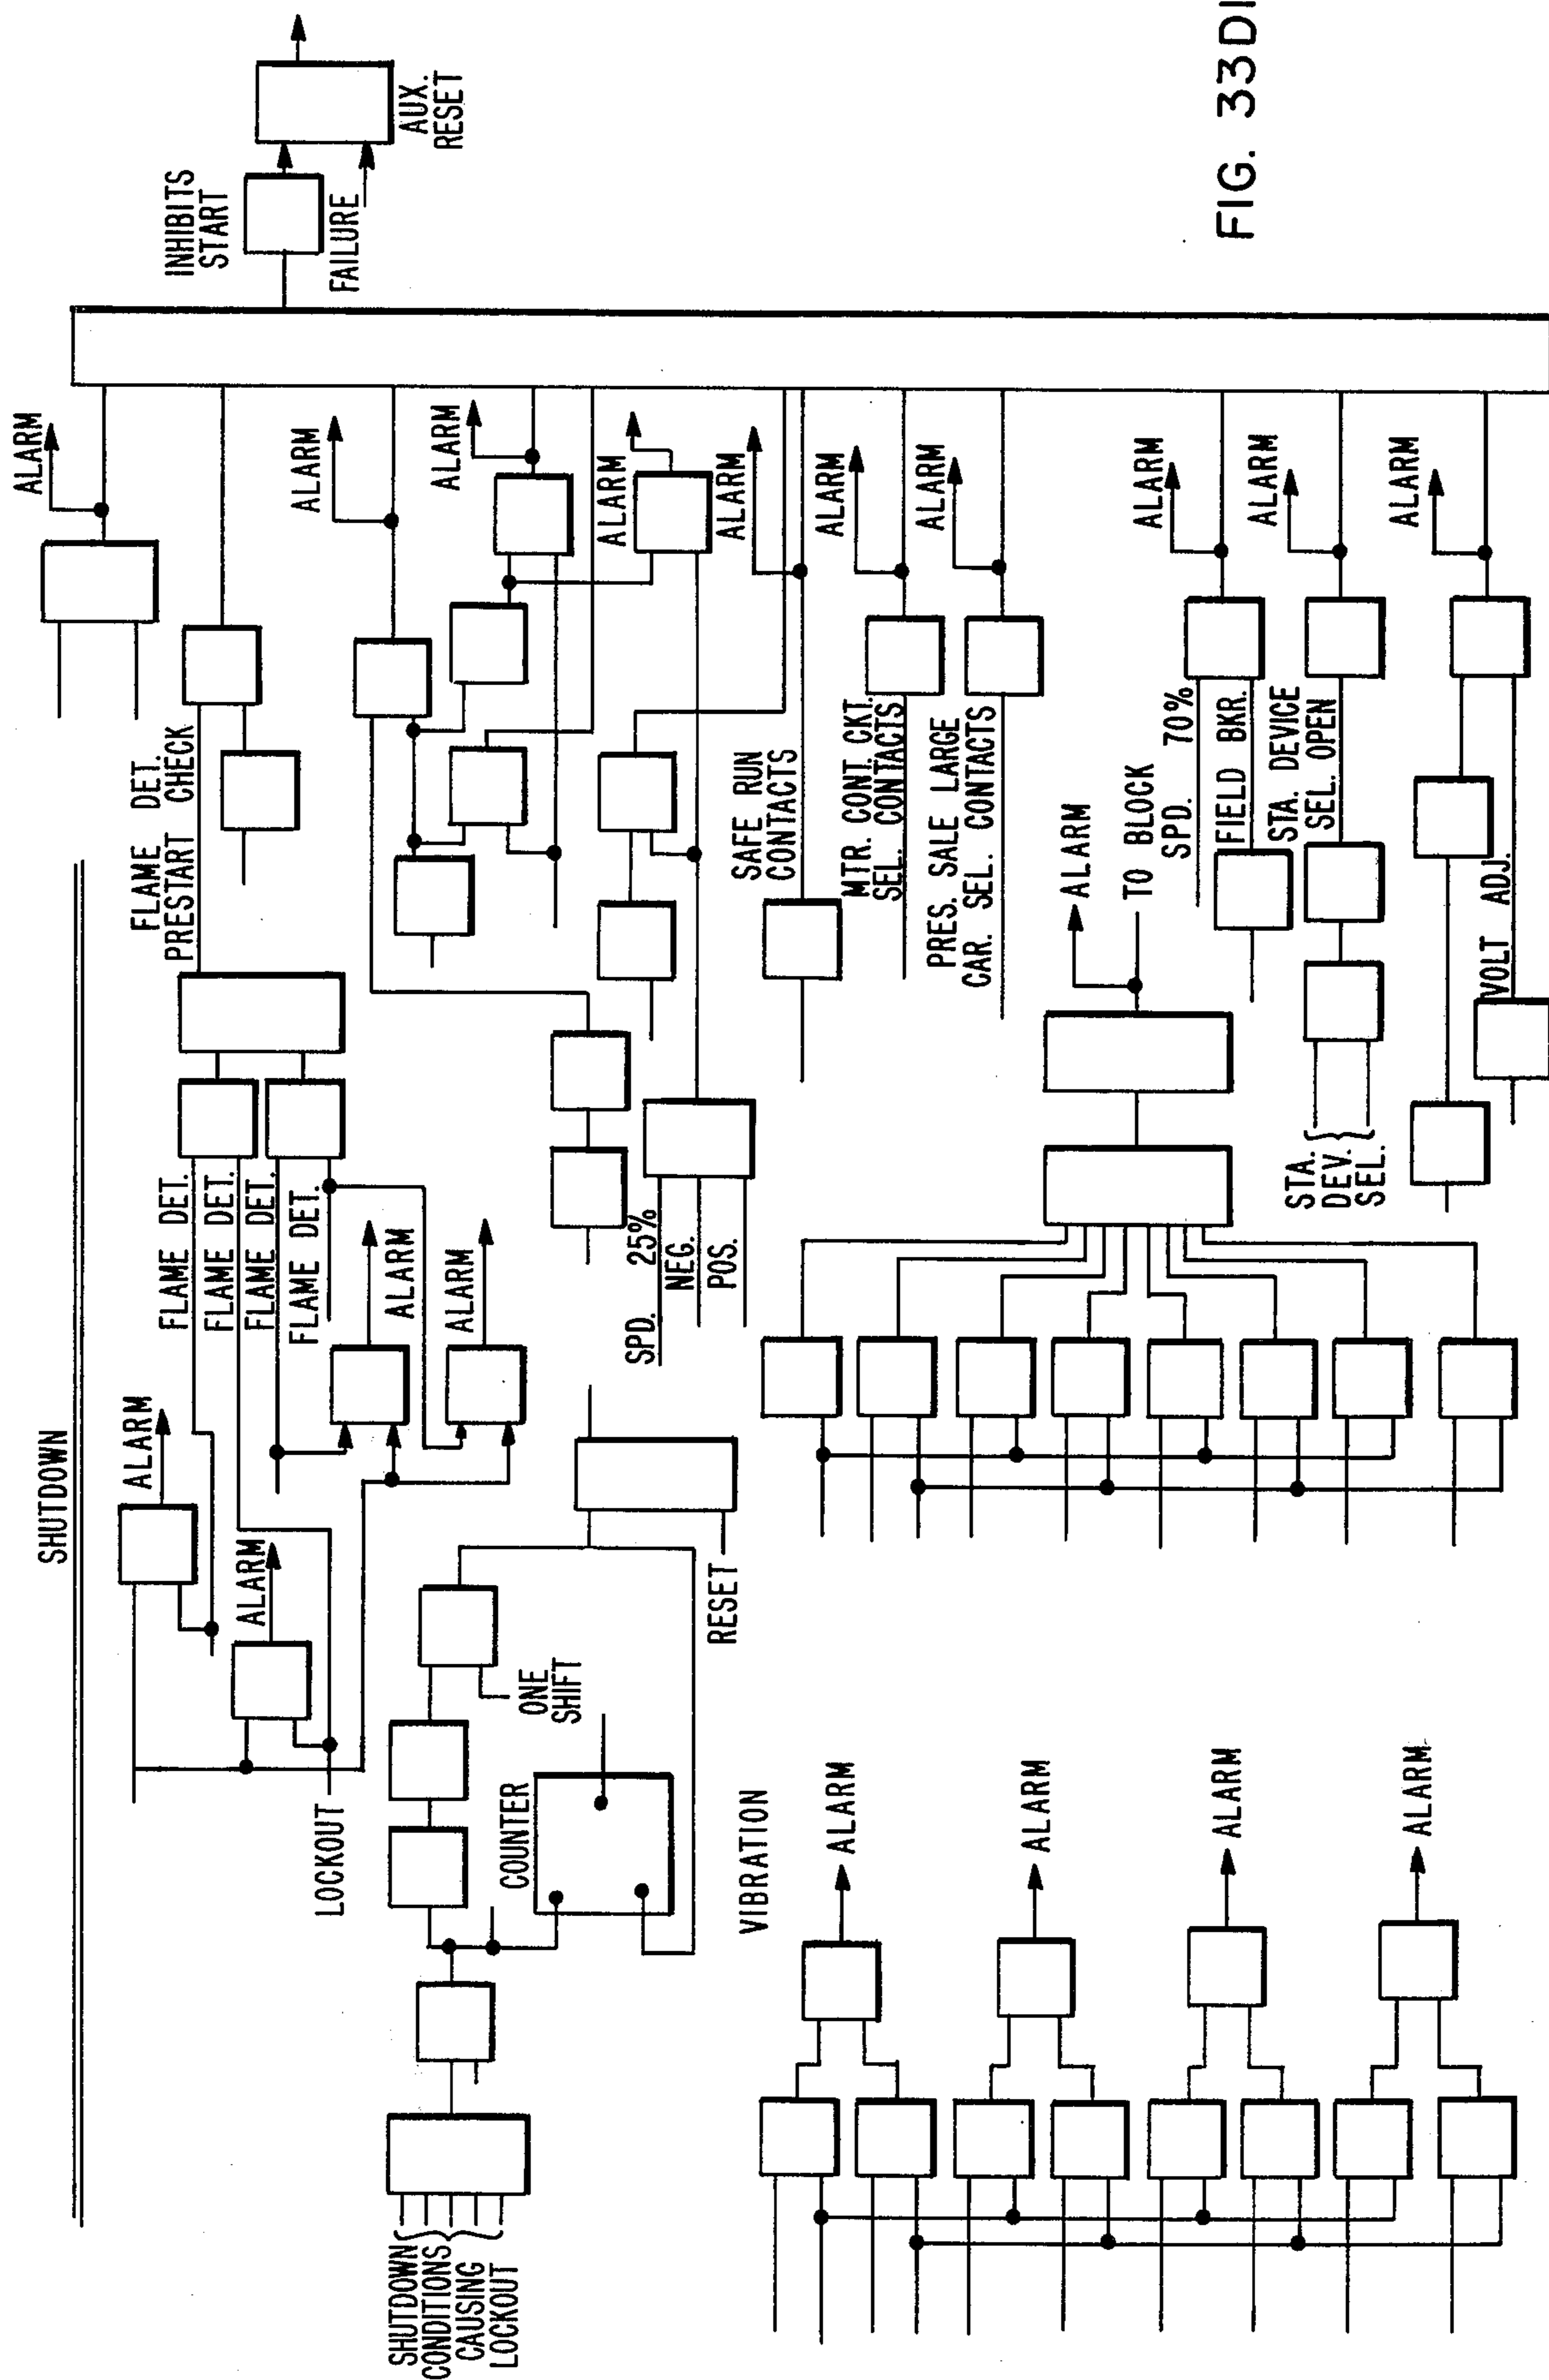 SHUTDOWN
INHIBITS
START
FAILURE
AUX.
RESET
ALARM
FLAME DET.
PRESTART CHECK
FLAME DET.
FLAME DET.
FLAME DET.
FLAME DET.
ALARM
ALARM
ALARM
ALARM
LOCKOUT
ALARM
ALARM
ALARM
SHUTDOWN
CONDITIONS
CAUSING
LOCKOUT
ONE
SHIFT
COUNTER
RESET
SPD. 25%
NEG.
POS.
SAFE RUN
CONTACTS
ALARM
MTR. CONT. CKT.
SEL. CONTACTS
ALARM
PRES. SALE LARGE
CAR. SEL. CONTACTS
ALARM
VIBRATION
ALARM
ALARM
ALARM
ALARM
ALARM
TO BLOCK
SPD. 70%
FIELD BKR.
ALARM
STA. DEVICE
SEL. OPEN
ALARM
STA.
DEV.
SEL.
VOLT ADJ.
ALARM
FIG. 33DI